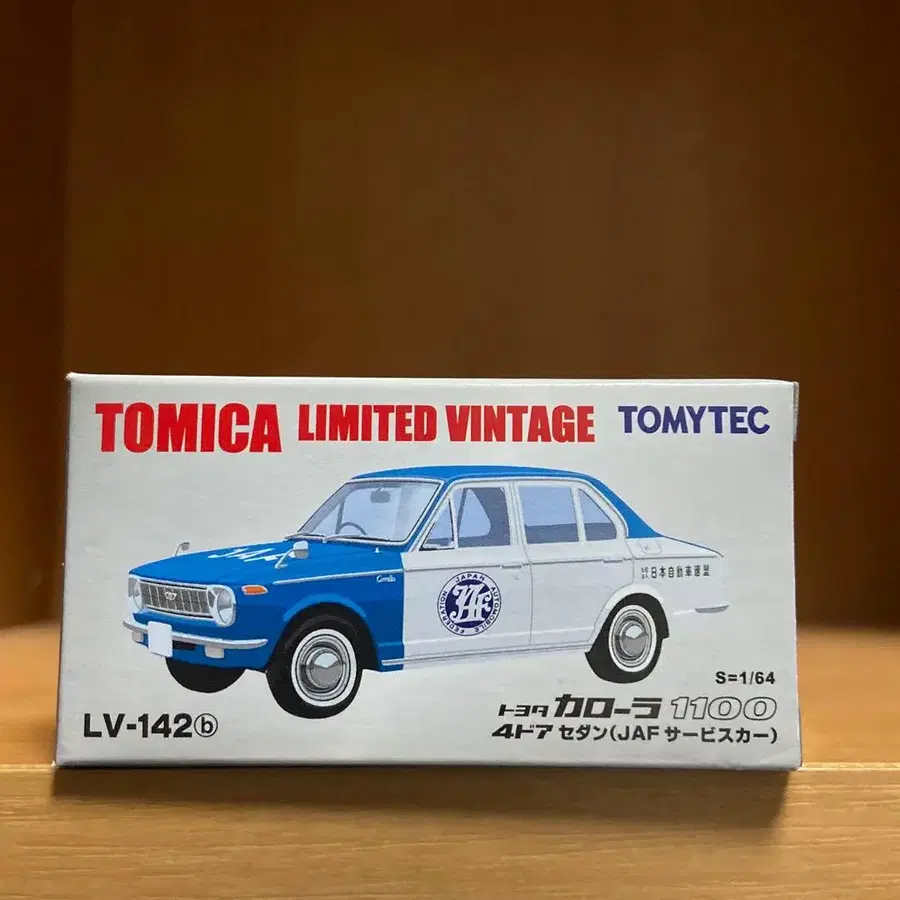 TOMICA LIMITED VINTAGE TOMYTEC
JAF
Corolla
JAPAN AUTOMOBILE FEDERATION
JAF
日本自動車連盟
S=1/64
LV-142ⓑ
トヨタ カローラ 1100
4ドア セダン(JAF サービスカー)